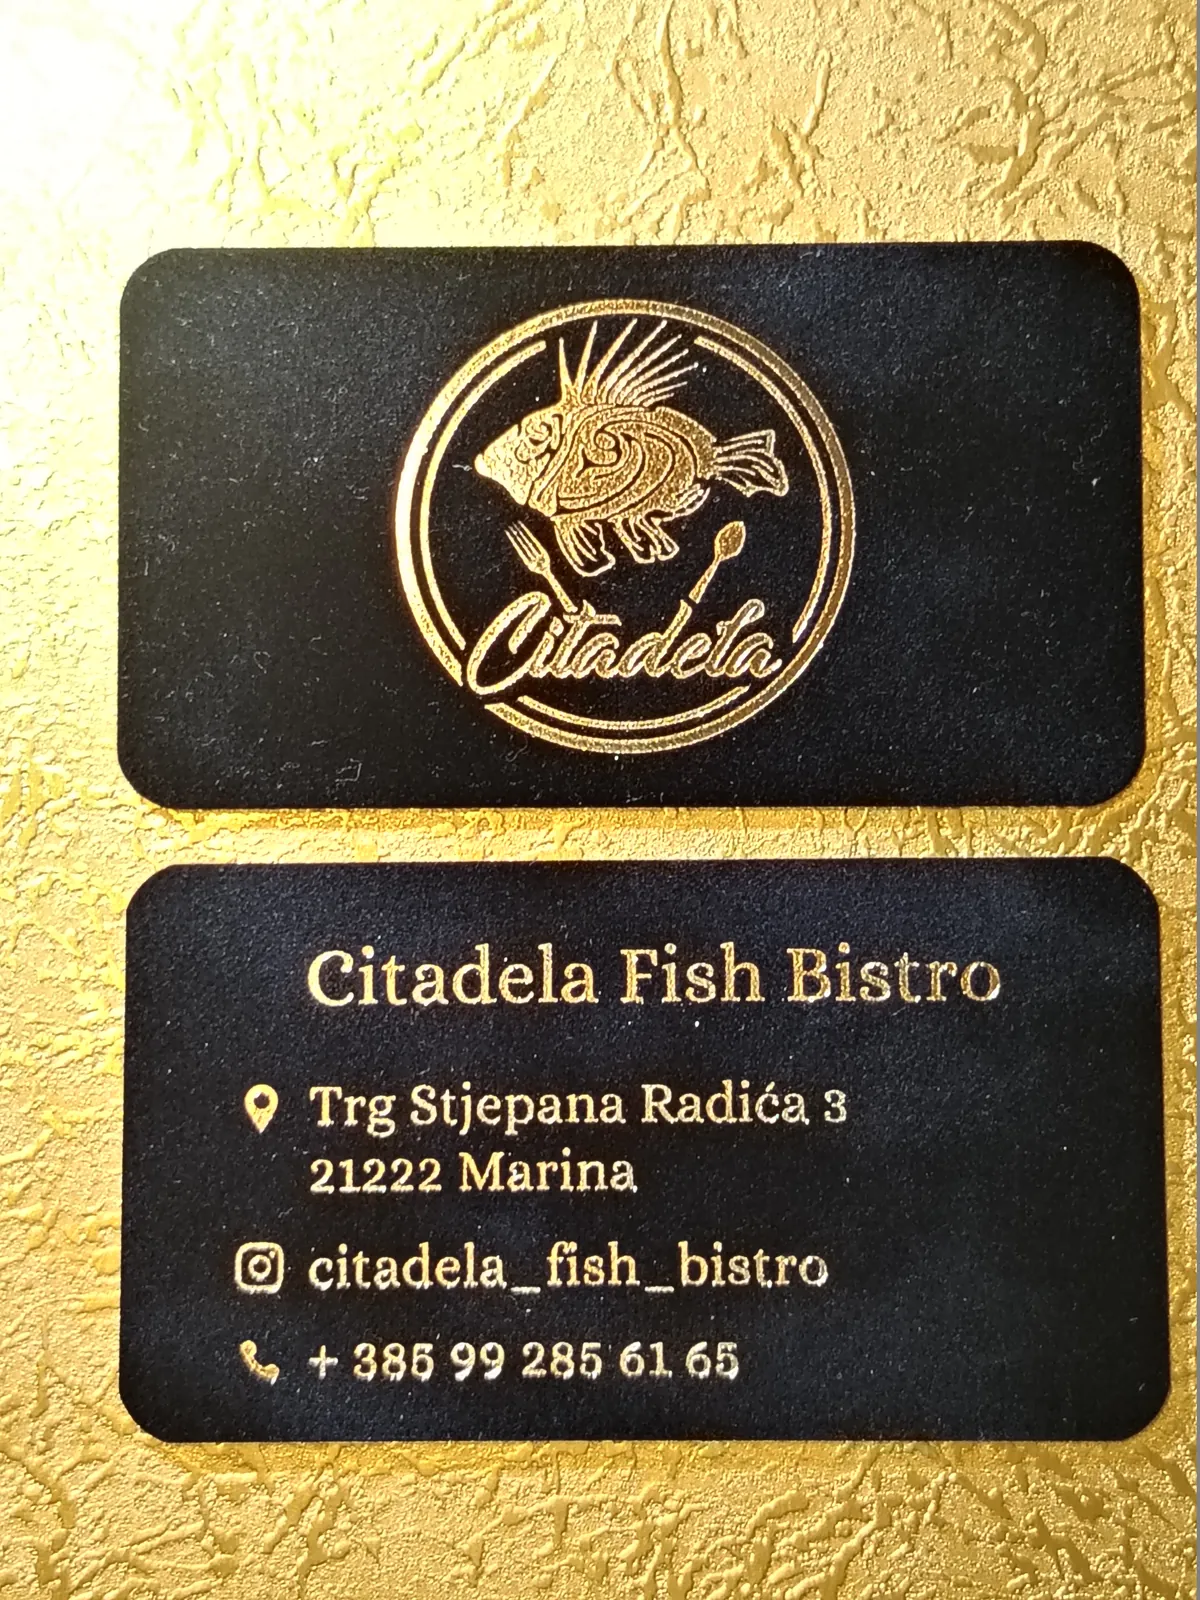 Citadela
Citadela Fish Bistro
Trg Stjepana Radića 3
21222 Marina
citadela_fish_bistro
+ 385 99 285 61 65